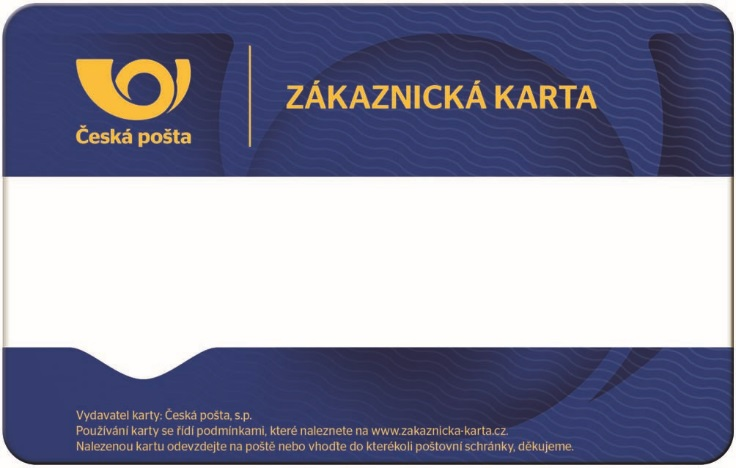 Česká pošta
ZÁKAZNICKÁ KARTA
Vydavatel karty: Česká pošta, s.p.
Používání karty se řídí podmínkami, které naleznete na www.zakaznicka-karta.cz.
Nalezenou kartu odevzdejte na poště nebo vhoďte do kterékoli poštovní schránky, děkujeme.